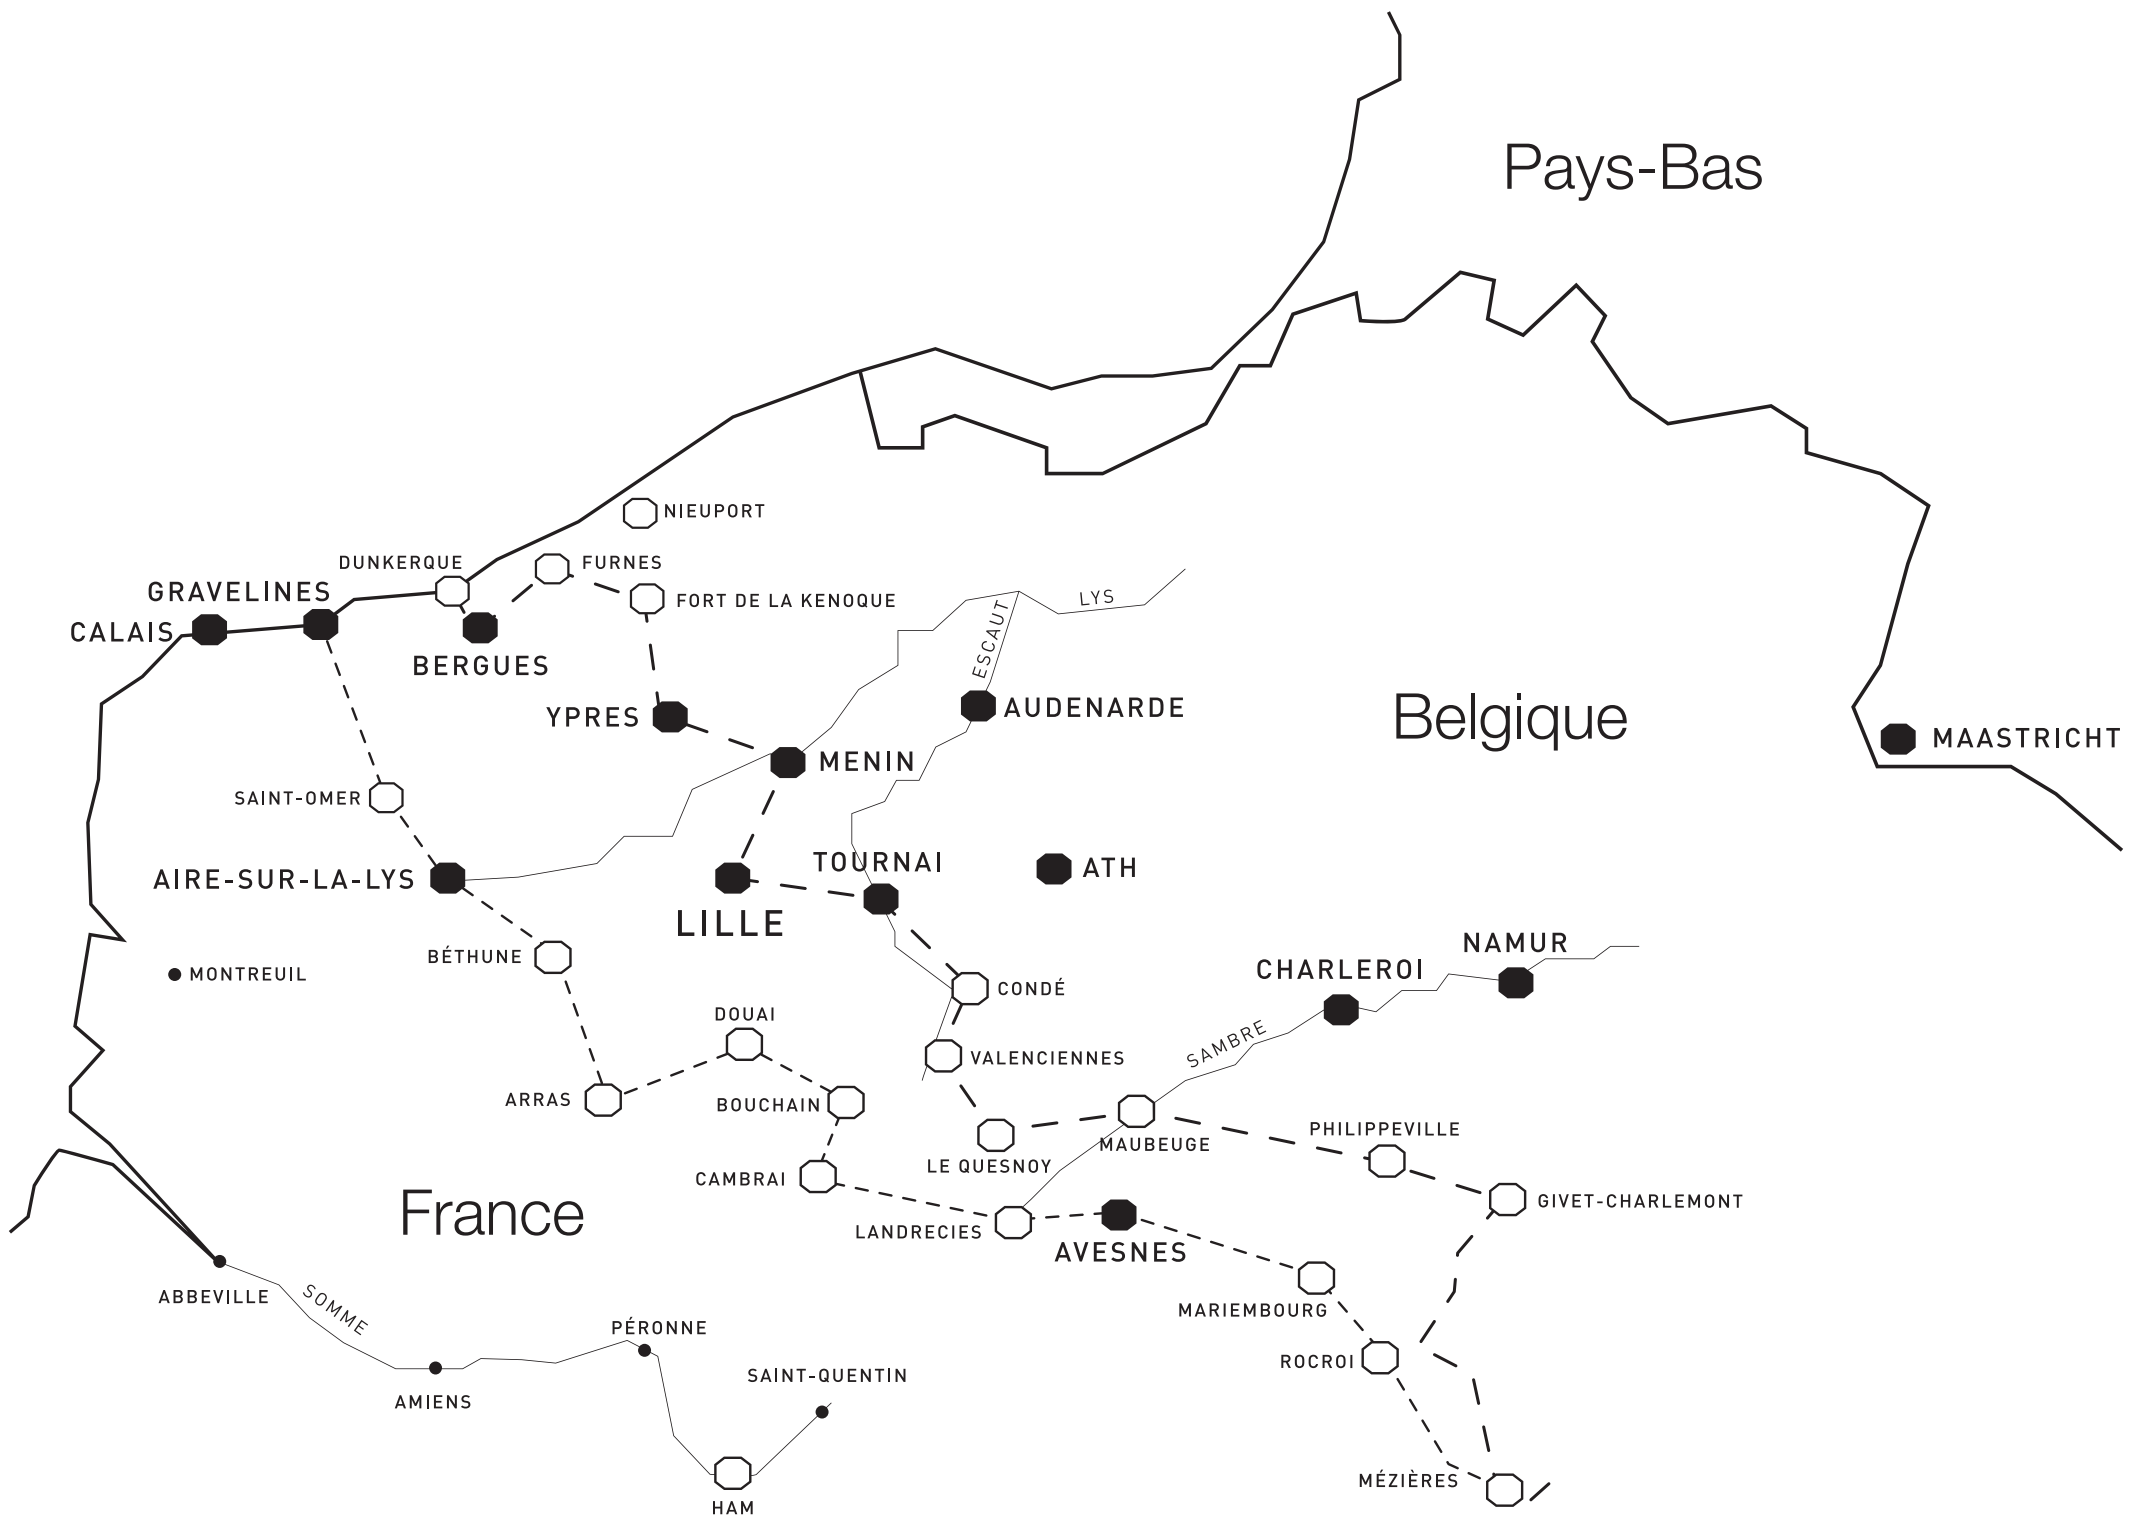 Pays-Bas
NIEUPORT
DUNKERQUE
FURNES
GRAVELINES
FORT DE LA KENOQUE
LYS
CALAIS
ESCAUT
BERGUES
YPRES
AUDENARDE
Belgique
MAASTRICHT
MENIN
SAINT-OMER
TOURNAI
ATH
AIRE-SUR-LA-LYS
LILLE
NAMUR
BÉTHUNE
CHARLEROI
MONTREUIL
CONDÉ
DOUAI
SAMBRE
VALENCIENNES
ARRAS
BOUCHAIN
PHILIPPEVILLE
MAUBEUGE
LE QUESNOY
CAMBRAI
GIVET-CHARLEMONT
France
LANDRECIES
AVESNES
ABBEVILLE
SOMME
MARIEMBOURG
PÉRONNE
ROCROI
SAINT-QUENTIN
AMIENS
MÉZIÈRES
HAM